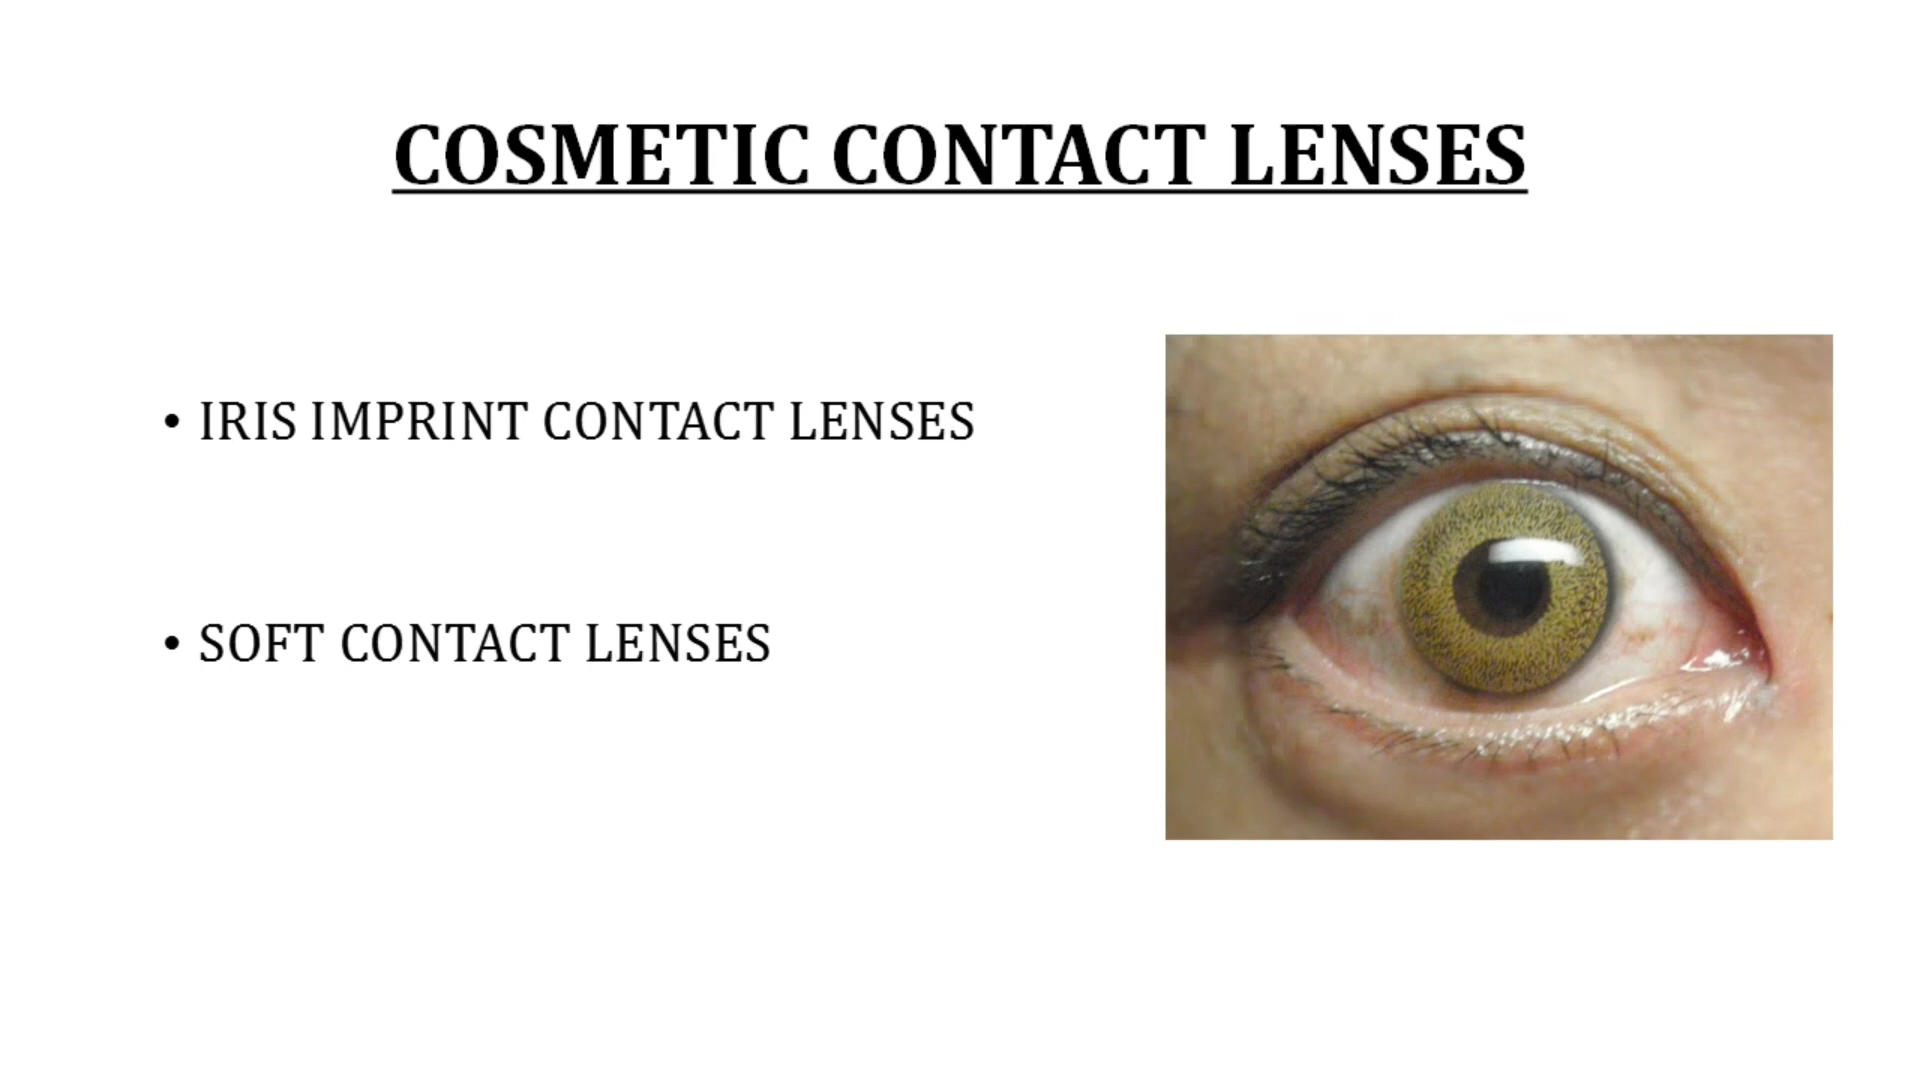 COSMETIC CONTACT LENSES
• IRIS IMPRINT CONTACT LENSES
• SOFT CONTACT LENSES